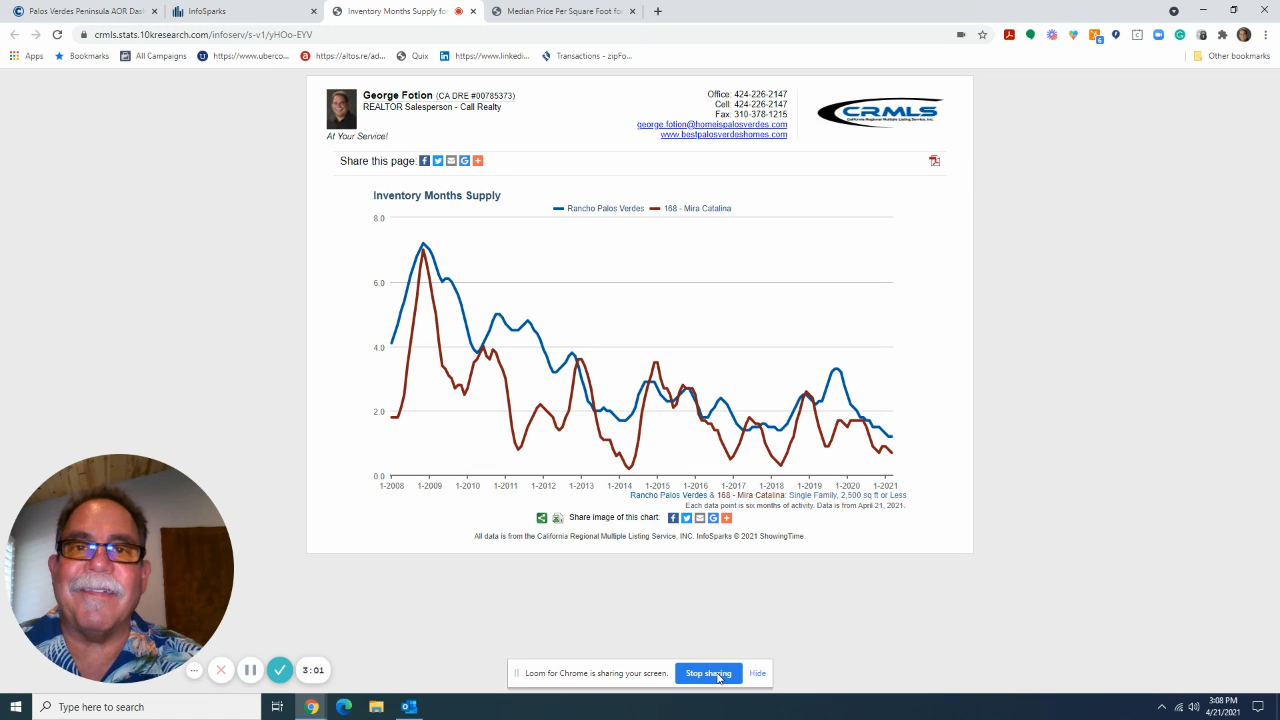 Palos Verdes Peninsula AOR Das
InfoSparks
Inventory Months Supply for
Median Price Per Square Foot fo
crmls.stats.10kresearch.com/infoserv/s-v1/yHOo-EYV
Apps
Bookmarks
All Campaigns
https://www.uberco...
https://altos.re/ad...
Quix
https://www.linkedi...
Transactions - zipFo...
Other bookmarks
George Fotion (CA DRE #00785373)
REALTOR Salesperson - Call Realty
At Your Service!
Office: 424-226-2147
Cell: 424-226-2147
Fax: 310-378-1215
george.fotion@homeispalosverdes.com
www.bestpalosverdeshomes.com
CRMLS
California Regional Multiple Listing Service, Inc.
Share this page:
Inventory Months Supply
Rancho Palos Verdes 168 - Mira Catalina
8.0
6.0
4.0
2.0
0.0
1-2008 1-2009 1-2010 1-2011 1-2012 1-2013 1-2014 1-2015 1-2016 1-2017 1-2018 1-2019 1-2020 1-2021
Rancho Palos Verdes & 168 - Mira Catalina: Single Family, 2,500 sq ft or Less
Each data point is six months of activity. Data is from April 21, 2021.
Share image of this chart:
All data is from the California Regional Multiple Listing Service, INC. InfoSparks © 2021 ShowingTime.
3:01
Loom for Chrome is sharing your screen.
Stop sharing
Hide
Type here to search
3:08 PM
4/21/2021